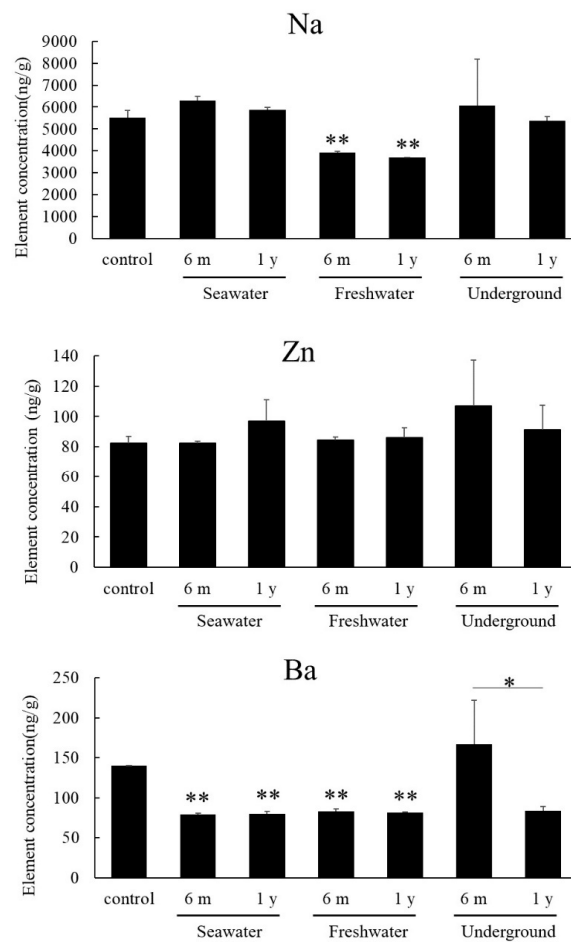 Na
Element concentration(ng/g)
9000
8000
7000
6000
5000
4000
3000
2000
1000
0
** **
control 6 m 1 y 6 m 1 y 6 m 1 y
Seawater Freshwater Underground
Zn
Element concentration (ng/g)
140
120
100
80
60
40
20
0
control 6 m 1 y 6 m 1 y 6 m 1 y
Seawater Freshwater Underground
Ba
Element concentration(ng/g)
250
200
150
100
50
0
*
** ** ** **
control 6 m 1 y 6 m 1 y 6 m 1 y
Seawater Freshwater Underground